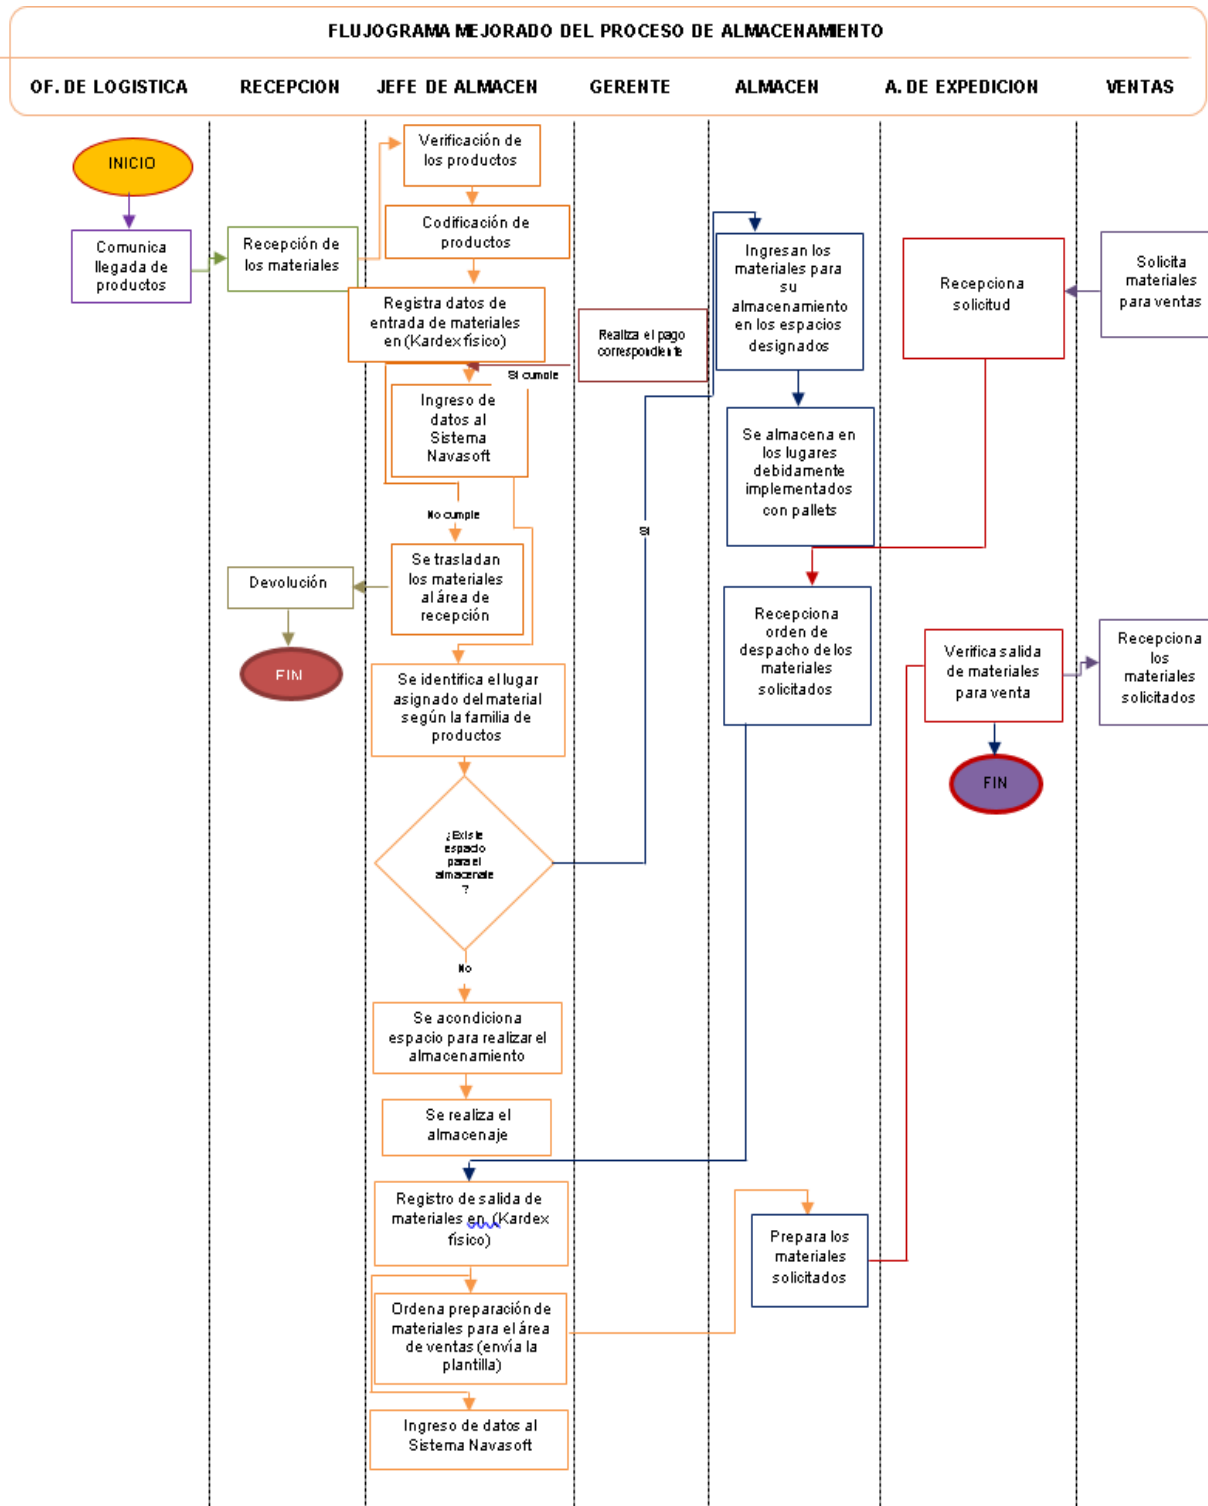 FLUJOGRAMA MEJORADO DEL PROCESO DE ALMACENAMIENTO
OF. DE LOGISTICA
RECEPCION
JEFE DE ALMACEN
GERENTE
ALMACEN
A. DE EXPEDICION
VENTAS
INICIO
Comunica
llegada de
productos
Recepción de
los materiales
Verificación de
los productos
Codificación de
productos
Registra datos de
entrada de materiales
en (Kardex físico)
Realiza el pago
correspondiente
Si cumple
Ingreso de
datos al
Sistema
Navasoft
No cumple
Se trasladan
los materiales
al área de
recepción
Devolución
FIN
Se identifica el lugar
asignado del material
según la familia de
productos
¿Existe
espacio
para el
almacenaje
?
SI
No
Se acondiciona
espacio para realizar el
almacenamiento
Se realiza el
almacenaje
Ingresan los
materiales para
su
almacenamiento
en los espacios
designados
Se almacena en
los lugares
debidamente
implementados
con pallets
Solicita
materiales
para ventas
Recepciona
solicitud
Recepciona
orden de
despacho de los
materiales
solicitados
Registro de salida de
materiales en (Kardex
físico)
Ordena preparación de
materiales para el área
de ventas (envía la
plantilla)
Ingreso de datos al
Sistema Navasoft
Prepara los
materiales
solicitados
Verifica salida
de materiales
para venta
FIN
Recepciona
los
materiales
solicitados